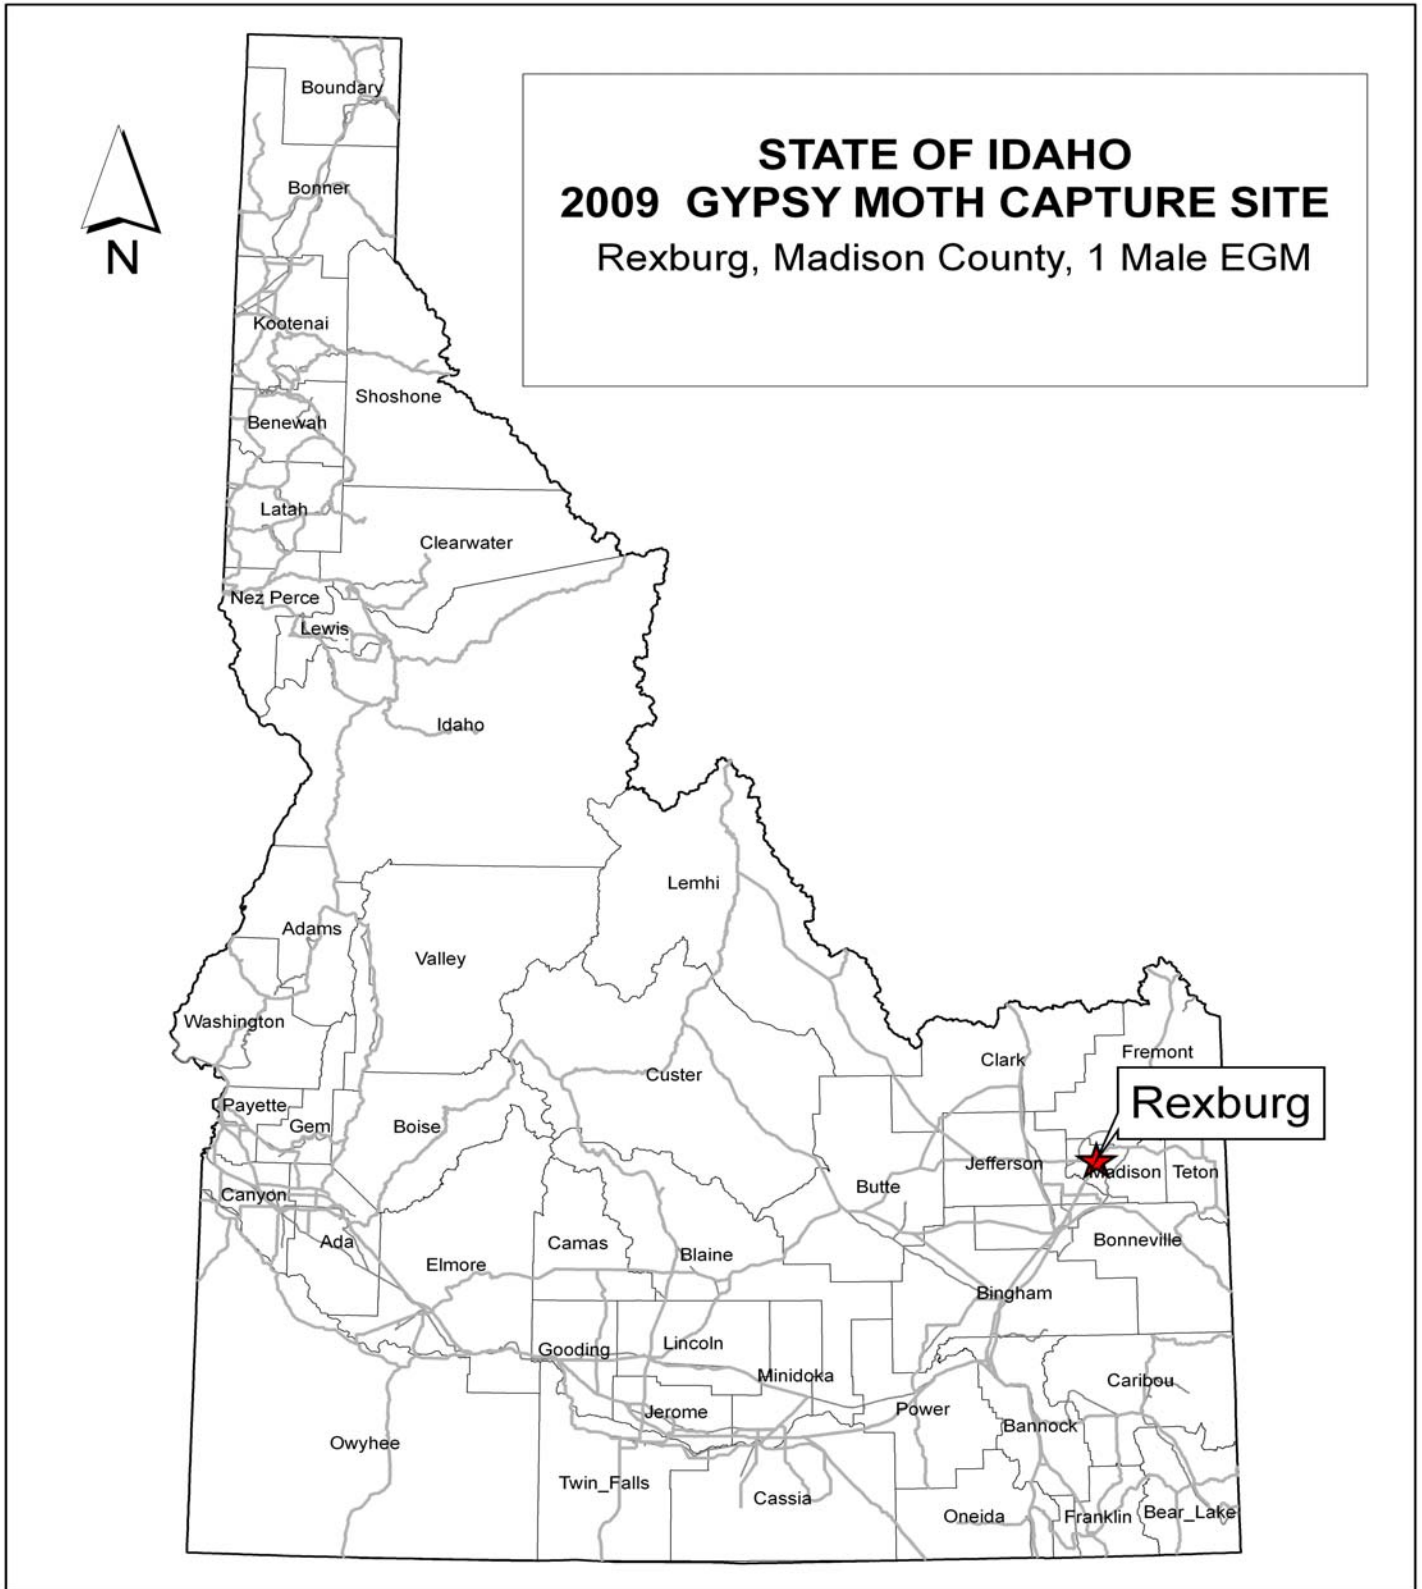 STATE OF IDAHO
2009 GYPSY MOTH CAPTURE SITE
Rexburg, Madison County, 1 Male EGM
N
Boundary
Bonner
Kootenai
Shoshone
Benewah
Latah
Clearwater
Nez Perce
Lewis
Idaho
Lemhi
Adams
Valley
Washington
Clark
Fremont
Custer
Rexburg
Payette
Gem
Boise
Jefferson
Madison
Teton
Butte
Canyon
Ada
Camas
Blaine
Bonneville
Elmore
Bingham
Gooding
Lincoln
Minidoka
Caribou
Jerome
Power
Bannock
Owyhee
Twin_Falls
Cassia
Oneida
Franklin
Bear_Lake